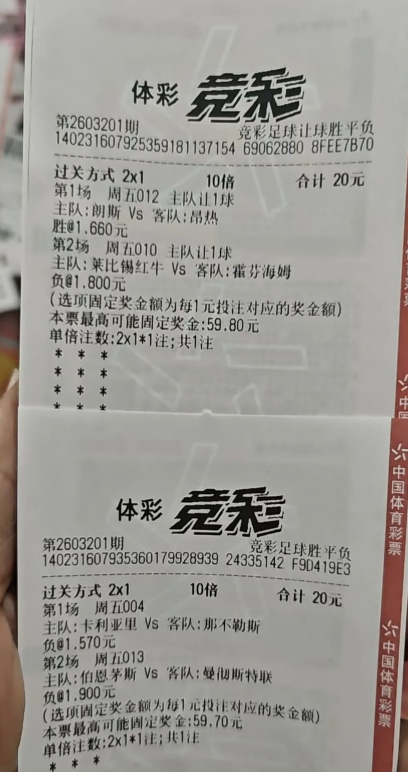 体彩 竞彩
第2603201期 竞彩足球让球胜平负
140231607925359181137154 69062880 8FEE7B70
过关方式 2x1 10倍 合计 20元
第1场 周五012 主队让1球
主队:朗斯 Vs 客队:昂热
胜@1.660元
第2场 周五010 主队让1球
主队:莱比锡红牛 Vs 客队:霍芬海姆
负@1.800元
(选项固定奖金额为每1元投注对应的奖金额)
本票最高可能固定奖金:59.80元
单倍注数:2x1*1注;共1注
* * *
* * *
* * *
* * *
体彩 竞彩
第2603201期 竞彩足球胜平负
140231607935360179928939 24335142 F9D419E3
过关方式 2x1 10倍 合计 20元
第1场 周五004
主队:卡利亚里 Vs 客队:那不勒斯
负@1.570元
第2场 周五013
主队:伯恩茅斯 Vs 客队:曼彻斯特联
负@1.900元
(选项固定奖金额为每1元投注对应的奖金额)
本票最高可能固定奖金:59.70元
单倍注数:2x1*1注;共1注
* * *
中
中国体育彩票
中国体育彩票